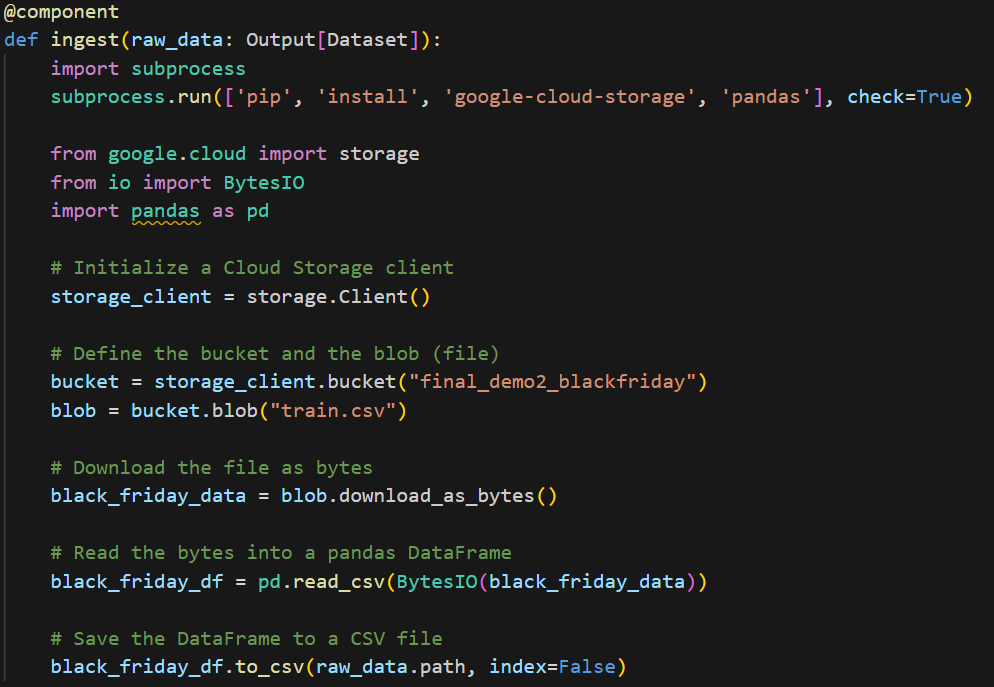 @component
def ingest(raw_data: Output[Dataset]):
    import subprocess
    subprocess.run(['pip', 'install', 'google-cloud-storage', 'pandas'], check=True)

    from google.cloud import storage
    from io import BytesIO
    import pandas as pd

    # Initialize a Cloud Storage client
    storage_client = storage.Client()

    # Define the bucket and the blob (file)
    bucket = storage_client.bucket("final_demo2_blackfriday")
    blob = bucket.blob("train.csv")

    # Download the file as bytes
    black_friday_data = blob.download_as_bytes()

    # Read the bytes into a pandas DataFrame
    black_friday_df = pd.read_csv(BytesIO(black_friday_data))

    # Save the DataFrame to a CSV file
    black_friday_df.to_csv(raw_data.path, index=False)